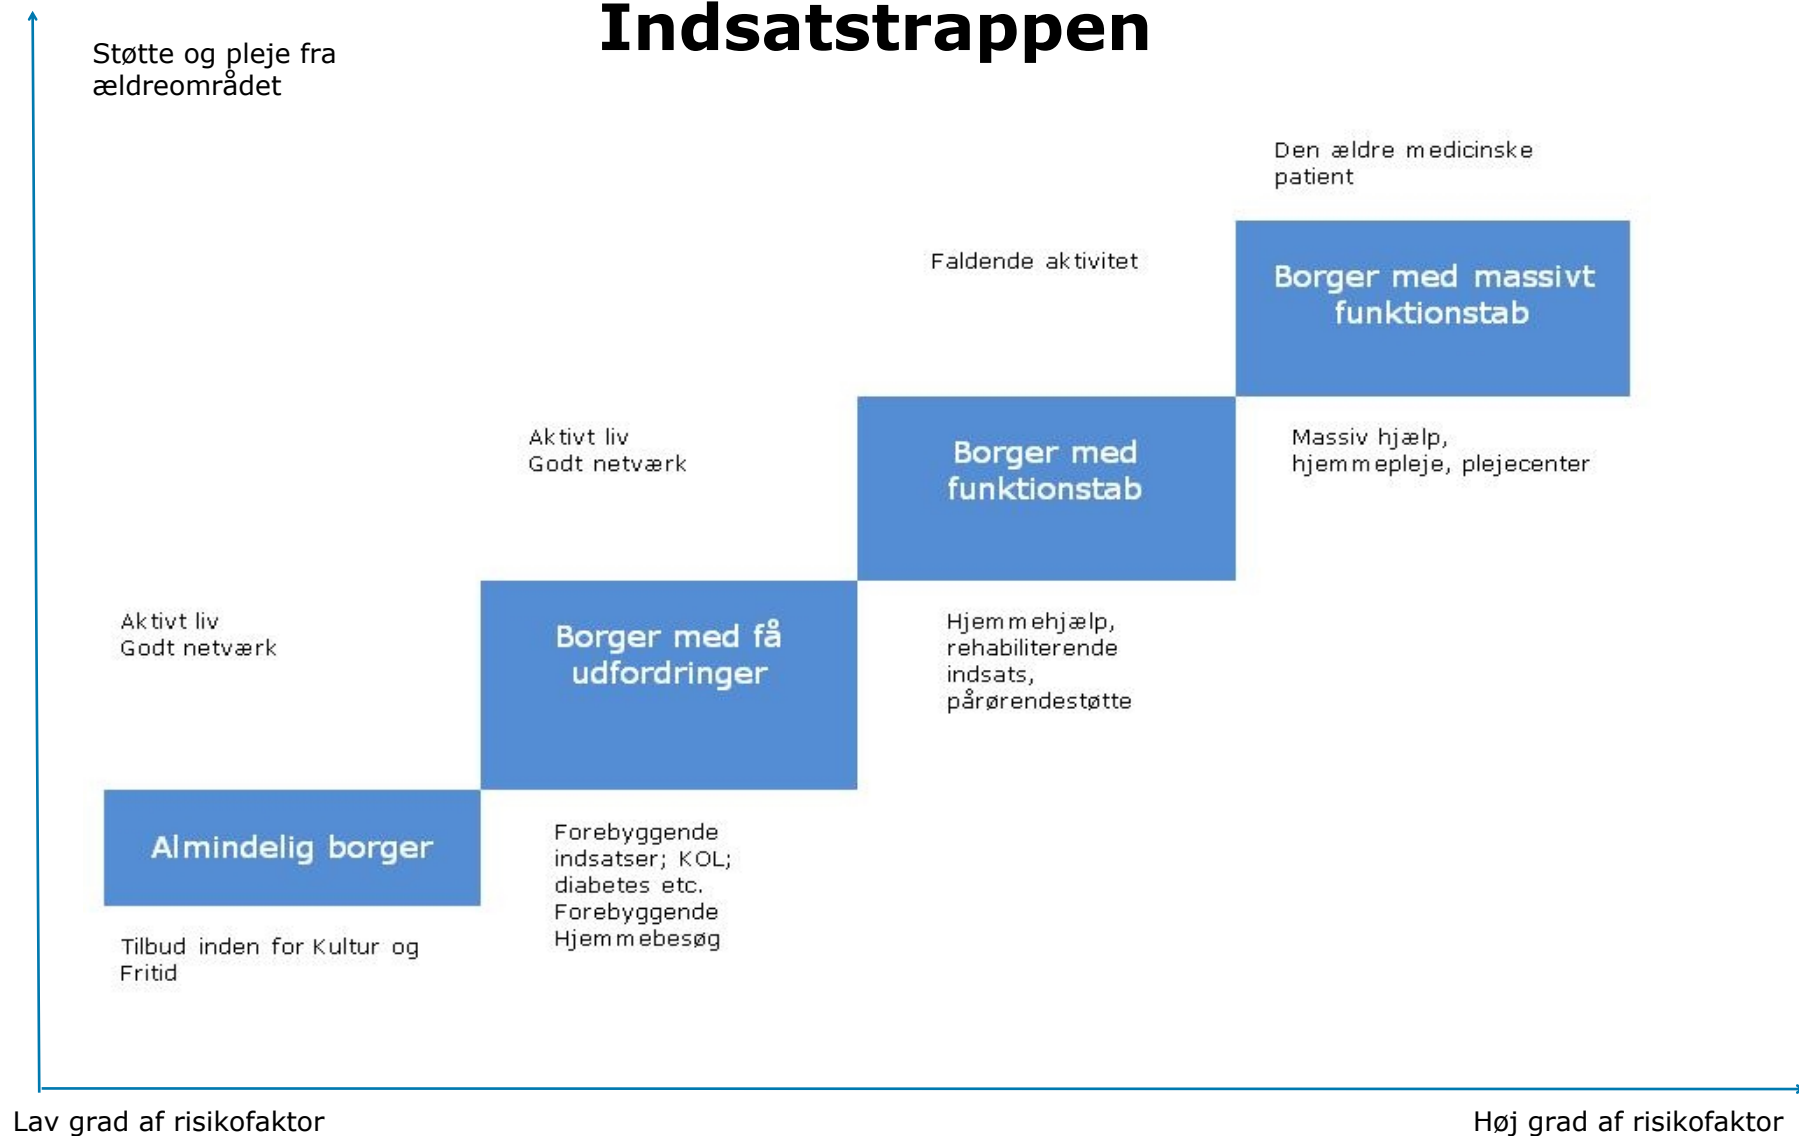 Indsatstrappen
Støtte og pleje fra
ældreområdet
Den ældre medicinske
patient
Borger med massivt
funktionstab
Massiv hjælp,
hjemmepleje, plejecenter
Faldende aktivitet
Borger med
funktionstab
Hjemmehjælp,
rehabiliterende
indsats,
pårørendestøtte
Aktivt liv
Godt netværk
Borger med få
udfordringer
Forebyggende
indsatser; KOL;
diabetes etc.
Forebyggende
Hjemmebesøg
Aktivt liv
Godt netværk
Almindelig borger
Tilbud inden for Kultur og
Fritid
Lav grad af risikofaktor
Høj grad af risikofaktor